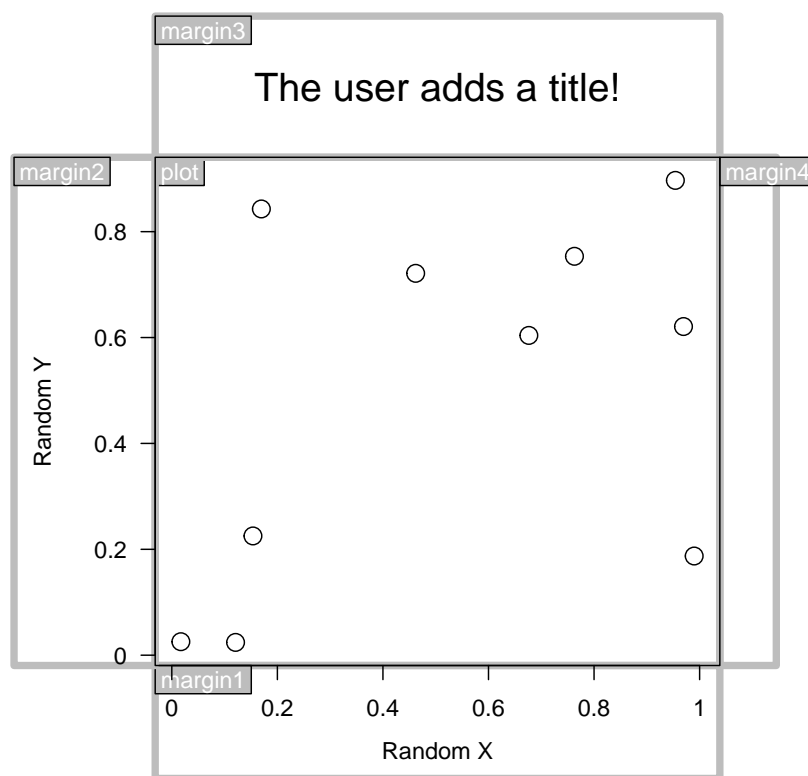 margin3
The user adds a title!
margin2
plot
margin4
0.8
0.6
0.4
0.2
0
Random Y
margin1
0 0.2 0.4 0.6 0.8 1
Random X